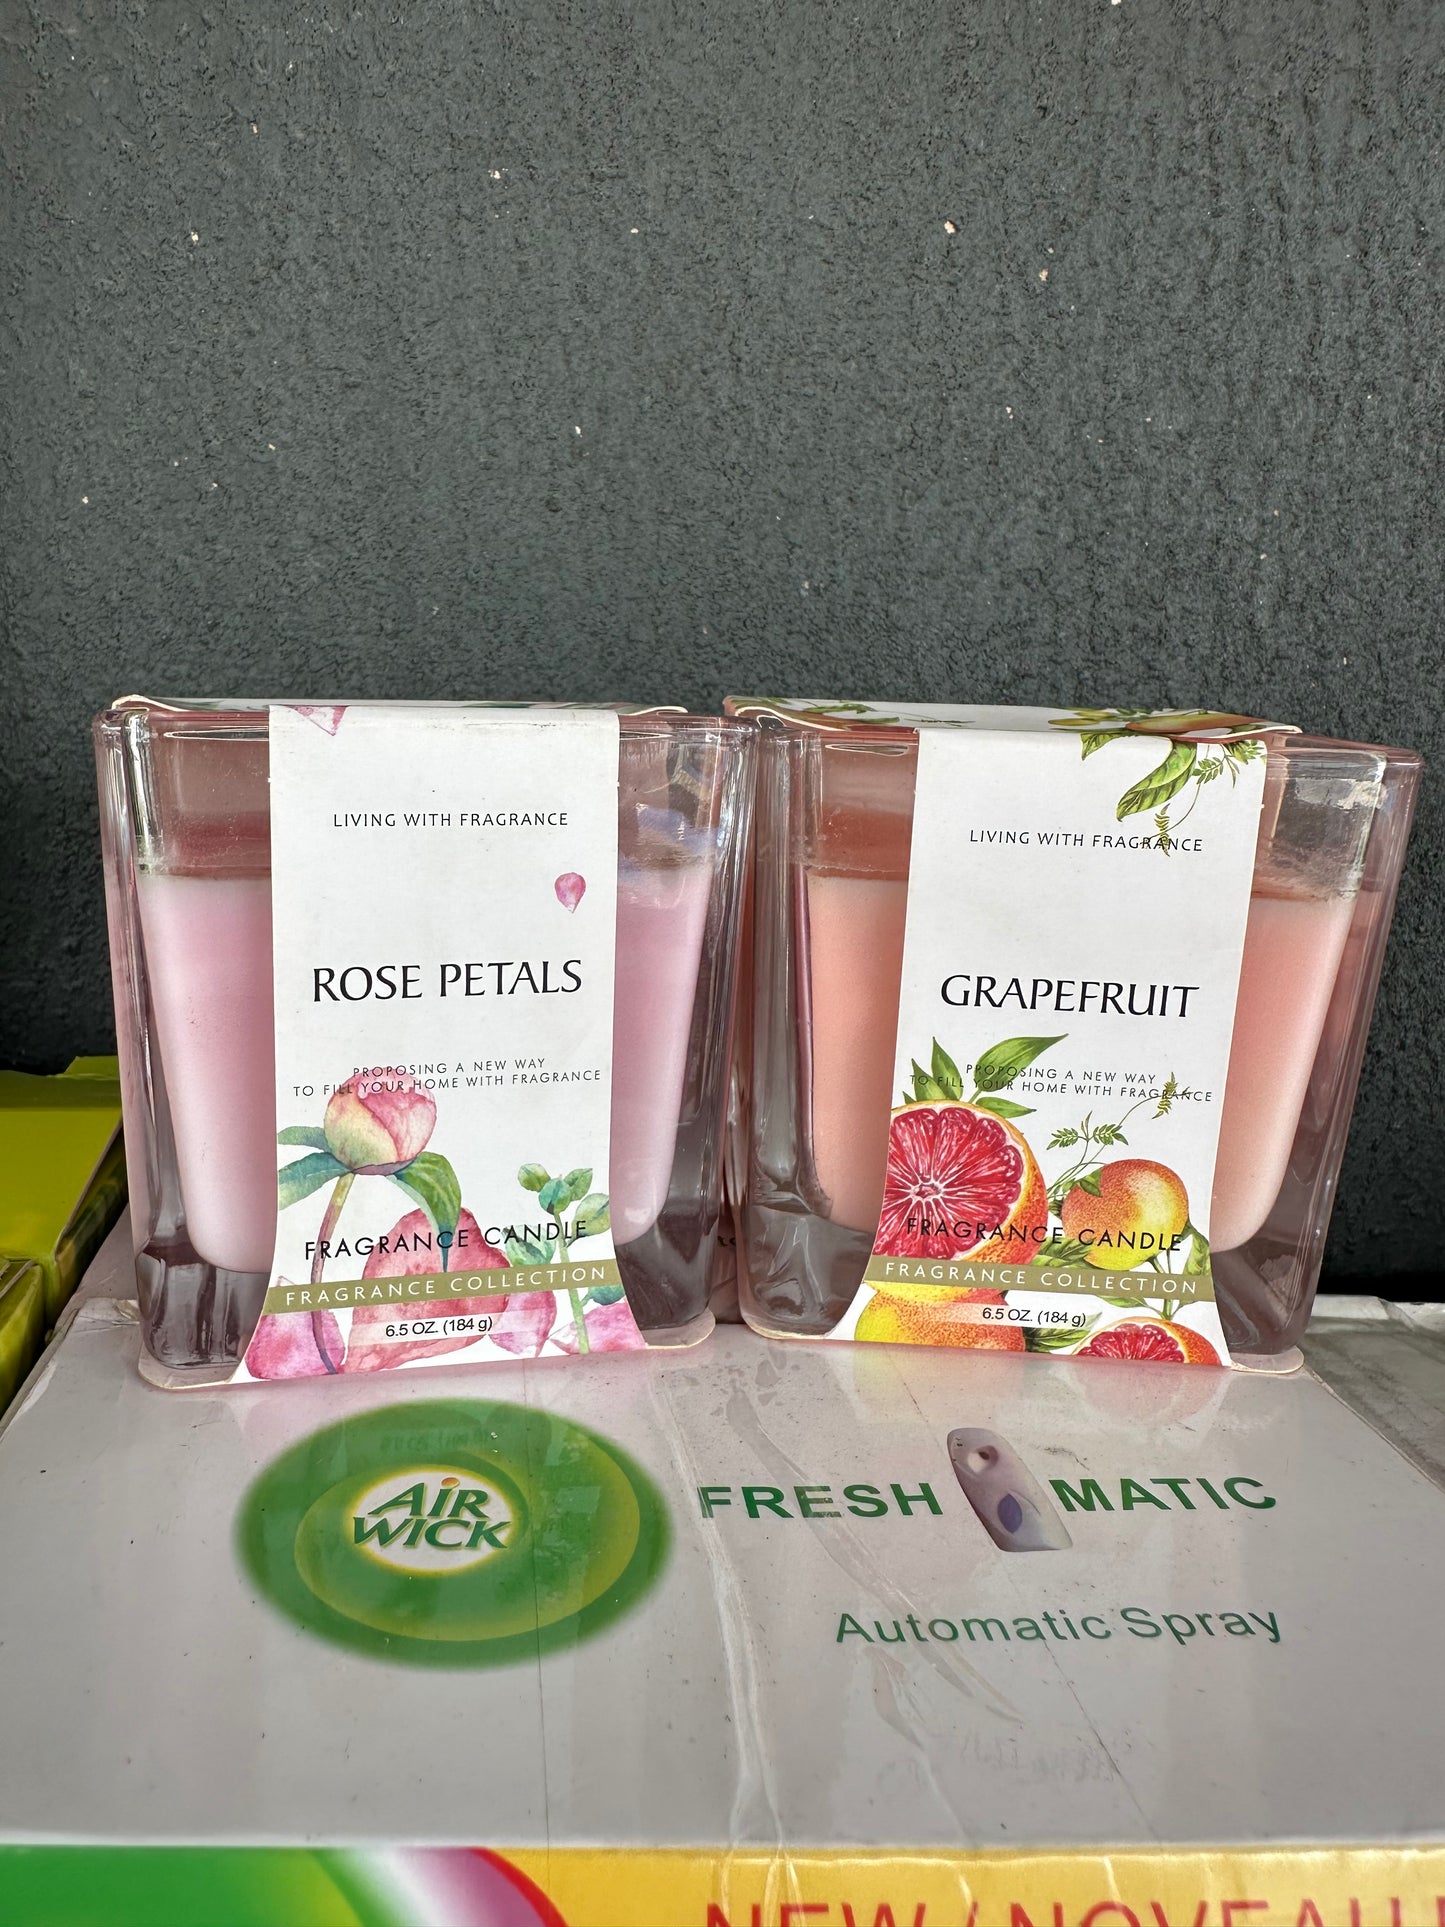 LIVING WITH FRAGRANCE
ROSE PETALS
PROPOSING A NEW WAY
TO FILL YOUR HOME WITH FRAGRANCE
FRAGRANCE CANDLE
FRAGRANCE COLLECTION
6.5 OZ. (184 g)
LIVING WITH FRAGRANCE
GRAPEFRUIT
PROPOSING A NEW WAY
TO FILL YOUR HOME WITH FRAGRANCE
FRAGRANCE CANDLE
FRAGRANCE COLLECTION
6.5 OZ. (184 g)
AiR
WICK
FRESH MATIC
Automatic Spray
NEW / NOVEAU